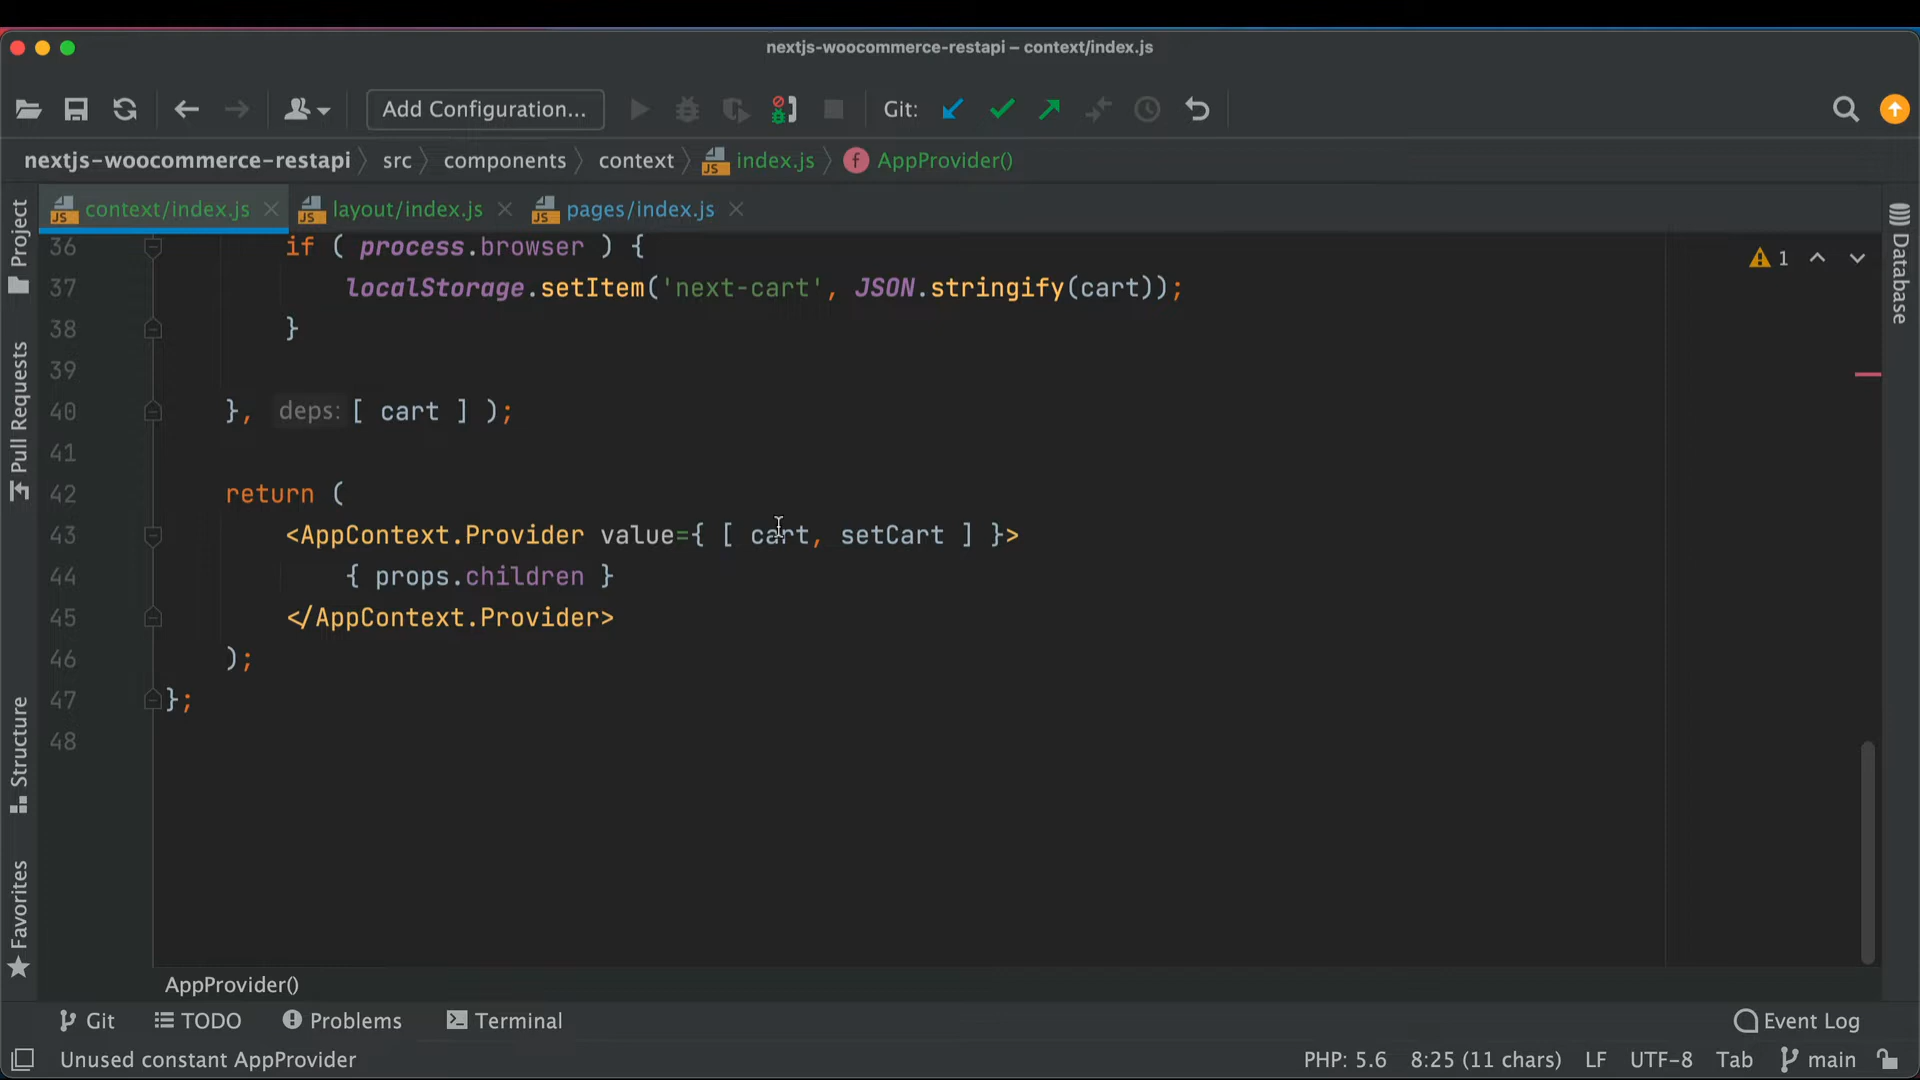 nextjs-woocommerce-restapi – context/index.js
Add Configuration...
Git:
nextjs-woocommerce-restapi
src
components
context
JS index.js
f AppProvider()
JS context/index.js
JS layout/index.js
JS pages/index.js
Project
Pull Requests
Structure
Favorites
Database
1
36 if ( process.browser ) {
37 localStorage.setItem('next-cart', JSON.stringify(cart));
38 }
39
40 }, deps: [ cart ] );
41
42 return (
43 <AppContext.Provider value={ [ cart, setCart ] }>
44 { props.children }
45 </AppContext.Provider>
46 );
47 };
48
AppProvider()
Git
TODO
Problems
Terminal
Event Log
Unused constant AppProvider
PHP: 5.6
8:25 (11 chars)
LF
UTF-8
Tab
main